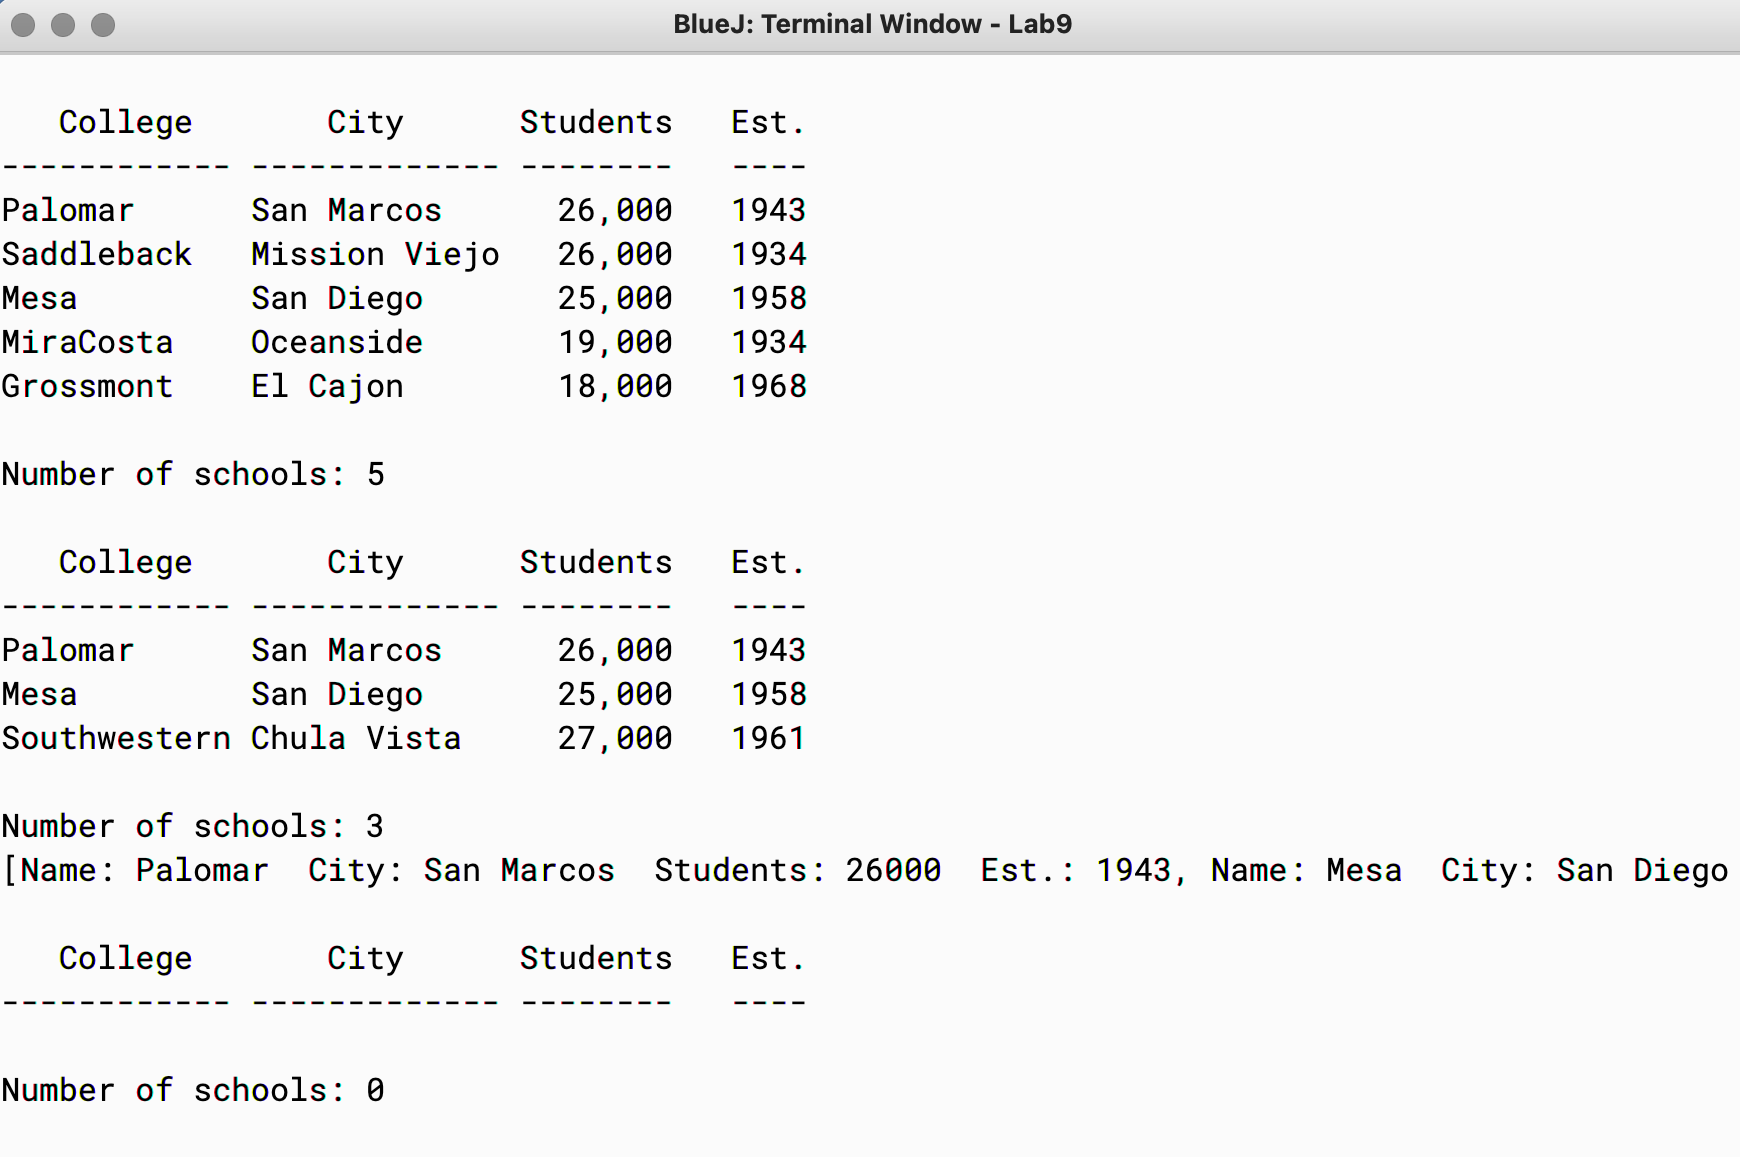 BlueJ: Terminal Window - Lab9
   College       City      Students   Est.
------------ ------------- --------   ----
Palomar      San Marcos      26,000   1943
Saddleback   Mission Viejo   26,000   1934
Mesa         San Diego       25,000   1958
MiraCosta    Oceanside       19,000   1934
Grossmont    El Cajon        18,000   1968
Number of schools: 5
   College       City      Students   Est.
------------ ------------- --------   ----
Palomar      San Marcos      26,000   1943
Mesa         San Diego       25,000   1958
Southwestern Chula Vista     27,000   1961
Number of schools: 3
[Name: Palomar  City: San Marcos  Students: 26000  Est.: 1943, Name: Mesa  City: San Diego
   College       City      Students   Est.
------------ ------------- --------   ----
Number of schools: 0